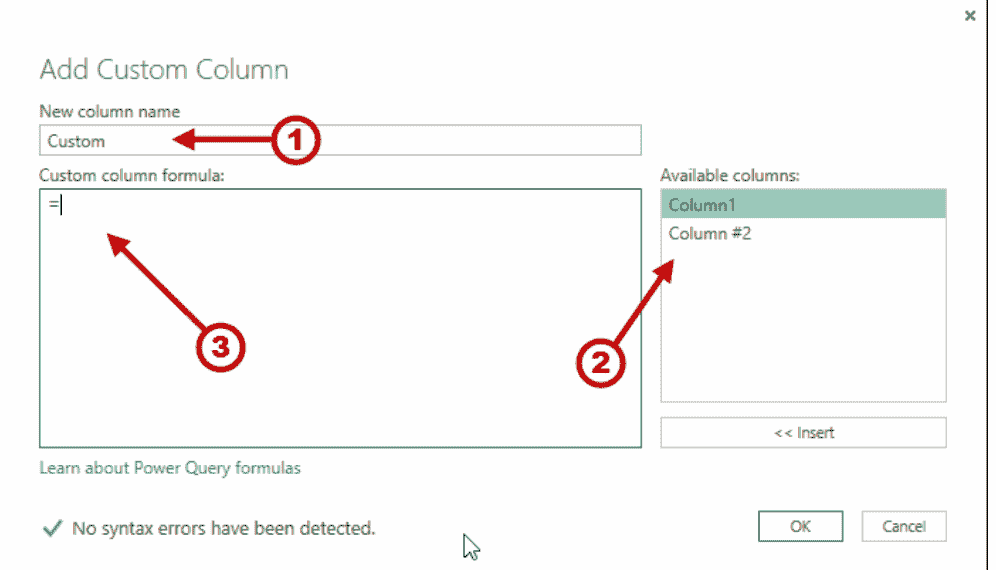 ×
Add Custom Column
New column name
Custom
1
Custom column formula:
Available columns:
=
Column1
Column #2
3
2
<< Insert
Learn about Power Query formulas
No syntax errors have been detected.
OK
Cancel